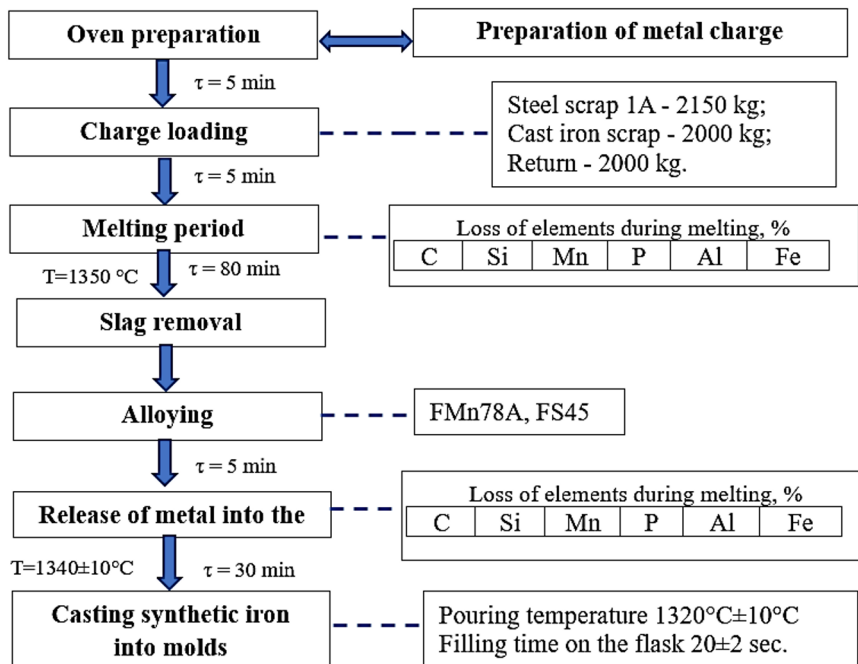 Oven preparation
Preparation of metal charge
τ = 5 min
Charge loading
Steel scrap 1A - 2150 kg;
Cast iron scrap - 2000 kg;
Return - 2000 kg.
τ = 5 min
Melting period
Loss of elements during melting, %
C Si Mn P Al Fe
T=1350 °C
τ = 80 min
Slag removal
Alloying
FMn78A, FS45
τ = 5 min
Release of metal into the
Loss of elements during melting, %
C Si Mn P Al Fe
T=1340±10°C
τ = 30 min
Casting synthetic iron
into molds
Pouring temperature 1320°C±10°C
Filling time on the flask 20±2 sec.